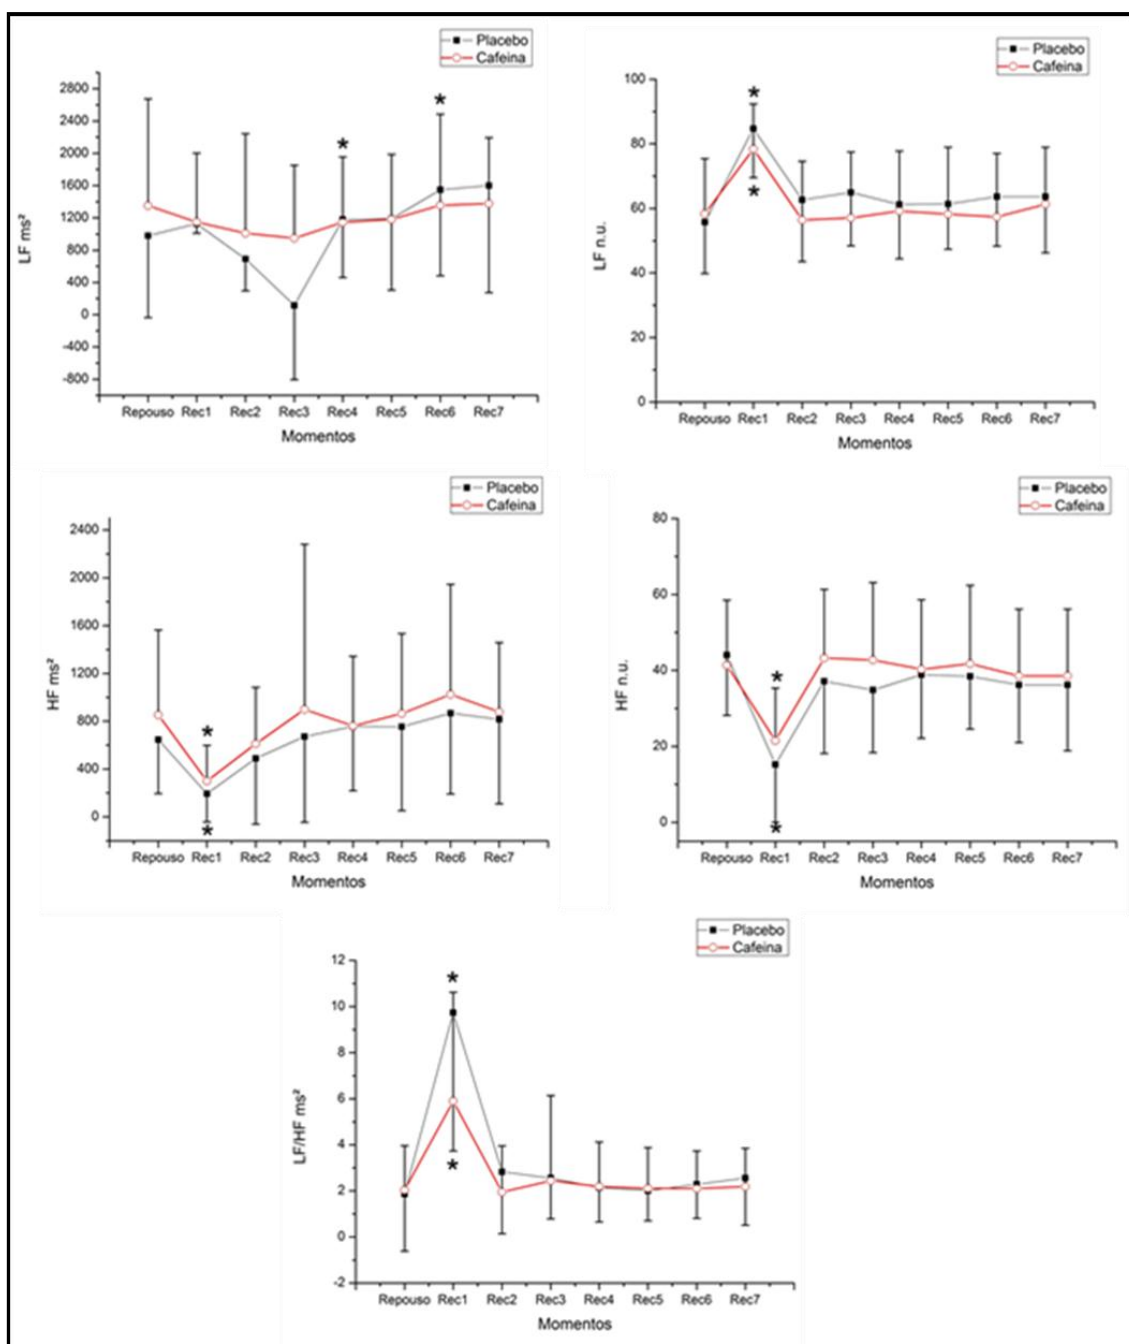 Placebo
Cafeina
2800
2400
2000
1600
1200
800
400
0
-400
-800
LF ms²
*
*
Repouso Rec1 Rec2 Rec3 Rec4 Rec5 Rec6 Rec7
Momentos
Placebo
Cafeina
100
80
60
40
20
0
LF n.u.
*
*
Repouso Rec1 Rec2 Rec3 Rec4 Rec5 Rec6 Rec7
Momentos
Placebo
Cafeina
2400
2000
1600
1200
800
400
0
HF ms²
*
*
Repouso Rec1 Rec2 Rec3 Rec4 Rec5 Rec6 Rec7
Momentos
Placebo
Cafeina
80
60
40
20
0
HF n.u.
*
*
Repouso Rec1 Rec2 Rec3 Rec4 Rec5 Rec6 Rec7
Momentos
Placebo
Cafeina
12
10
8
6
4
2
0
-2
LF/HF ms²
*
*
Repouso Rec1 Rec2 Rec3 Rec4 Rec5 Rec6 Rec7
Momentos